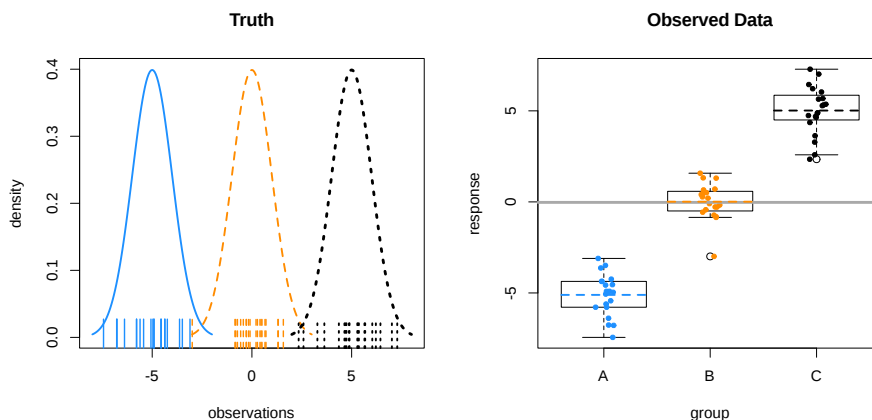 Truth
density
0.4
0.3
0.2
0.1
0.0
-5 0 5
observations
Observed Data
response
5
0
-5
A B C
group